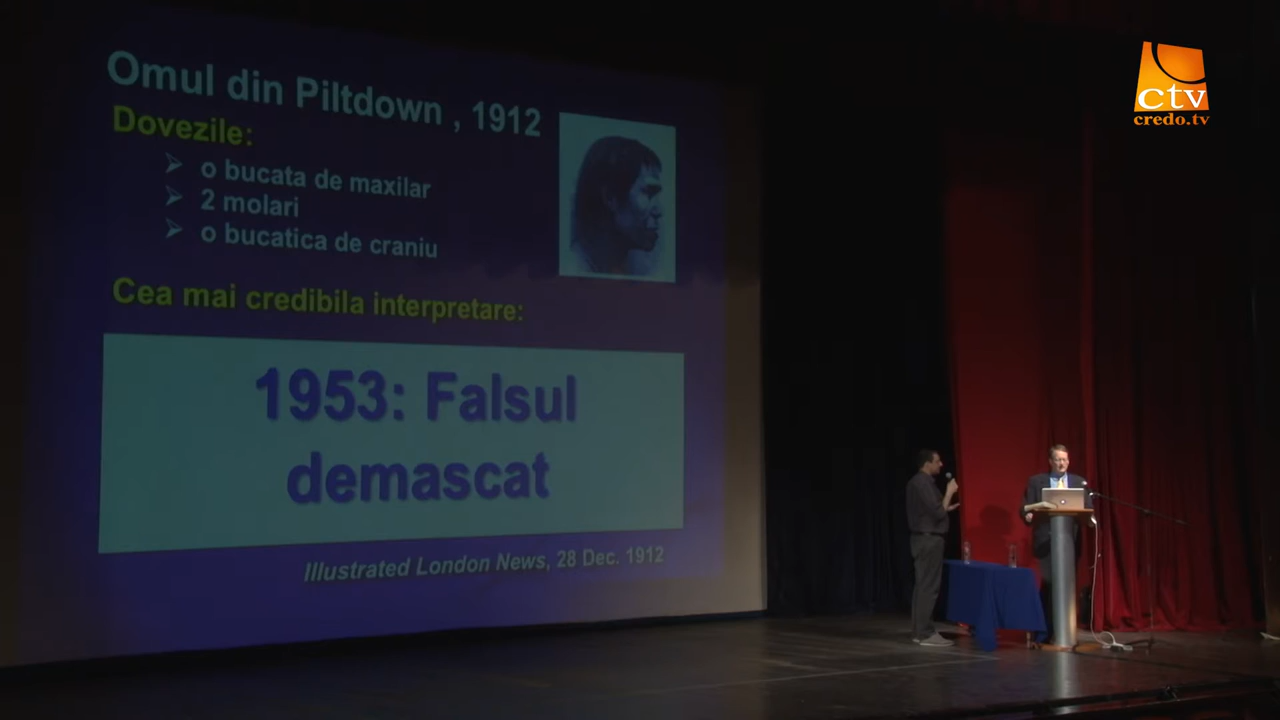 Omul din Piltdown , 1912
Dovezile:
o bucata de maxilar
2 molari
o bucatica de craniu
Cea mai credibila interpretare:
1953: Falsul
demascat
Illustrated London News, 28 Dec. 1912
ctv
credo.tv